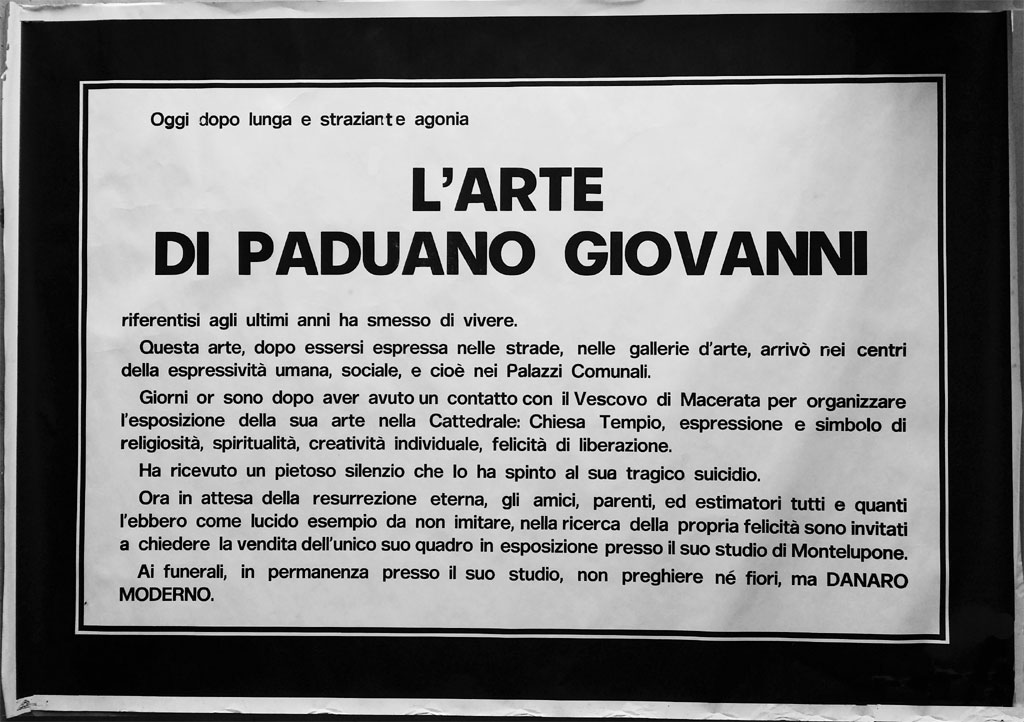 Oggi dopo lunga e straziante agonia
L'ARTE
DI PADUANO GIOVANNI
riferentisi agli ultimi anni ha smesso di vivere.
Questa arte, dopo essersi espressa nelle strade, nelle gallerie d'arte, arrivò nei centri
della espressività umana, sociale, e cioè nei Palazzi Comunali.
Giorni or sono dopo aver avuto un contatto con il Vescovo di Macerata per organizzare
l'esposizione della sua arte nella Cattedrale: Chiesa Tempio, espressione e simbolo di
religiosità, spiritualità, creatività individuale, felicità di liberazione.
Ha ricevuto un pietoso silenzio che lo ha spinto al sua tragico suicidio.
Ora in attesa della resurrezione eterna, gli amici, parenti, ed estimatori tutti e quanti
l'ebbero come lucido esempio da non imitare, nella ricerca della propria felicità sono invitati
a chiedere la vendita dell'unico suo quadro in esposizione presso il suo studio di Montelupone.
Ai funerali, in permanenza presso il suo studio, non preghiere né fiori, ma DANARO
MODERNO.